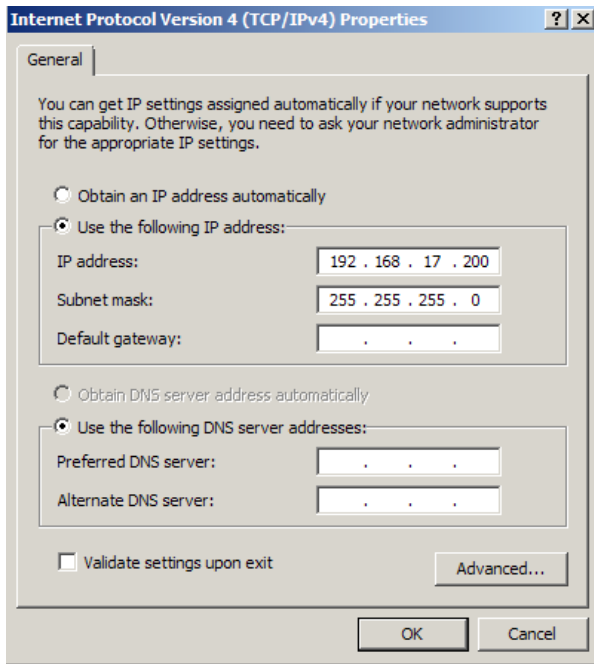 Internet Protocol Version 4 (TCP/IPv4) Properties
General
You can get IP settings assigned automatically if your network supports
this capability. Otherwise, you need to ask your network administrator
for the appropriate IP settings.
Obtain an IP address automatically
Use the following IP address:
IP address: 192 . 168 . 17 . 200
Subnet mask: 255 . 255 . 255 . 0
Default gateway: . . .
Obtain DNS server address automatically
Use the following DNS server addresses:
Preferred DNS server: . . .
Alternate DNS server: . . .
Validate settings upon exit
Advanced...
OK Cancel